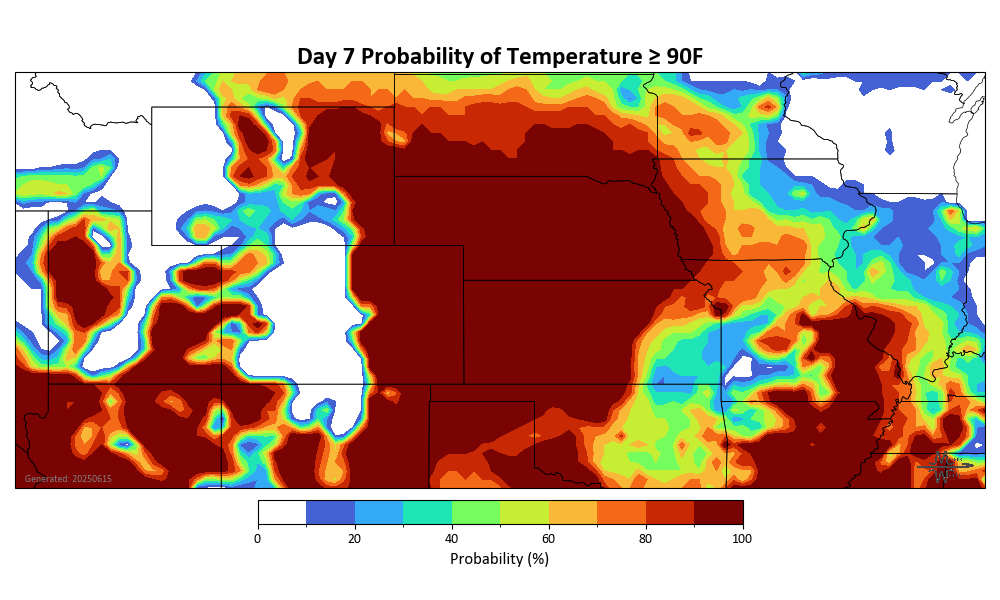 Day 7 Probability of Temperature ≥ 90F
Generated: 20250615
0 20 40 60 80 100
Probability (%)